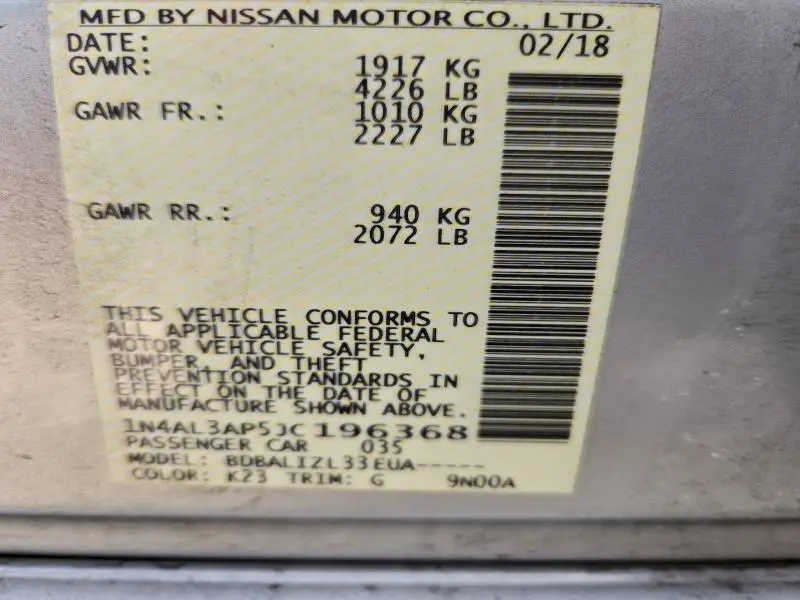 MFD BY NISSAN MOTOR CO., LTD.
DATE: 02/18
GVWR: 1917 KG
4226 LB
GAWR FR.: 1010 KG
2227 LB
GAWR RR.: 940 KG
2072 LB
THIS VEHICLE CONFORMS TO
ALL APPLICABLE FEDERAL
MOTOR VEHICLE SAFETY,
BUMPER, AND THEFT
PREVENTION STANDARDS IN
EFFECT ON THE DATE OF
MANUFACTURE SHOWN ABOVE.
1N4AL3AP5JC196368
PASSENGER CAR 035
MODEL: BDBALIZL33EUA-----
COLOR: K23 TRIM: G 9N00A